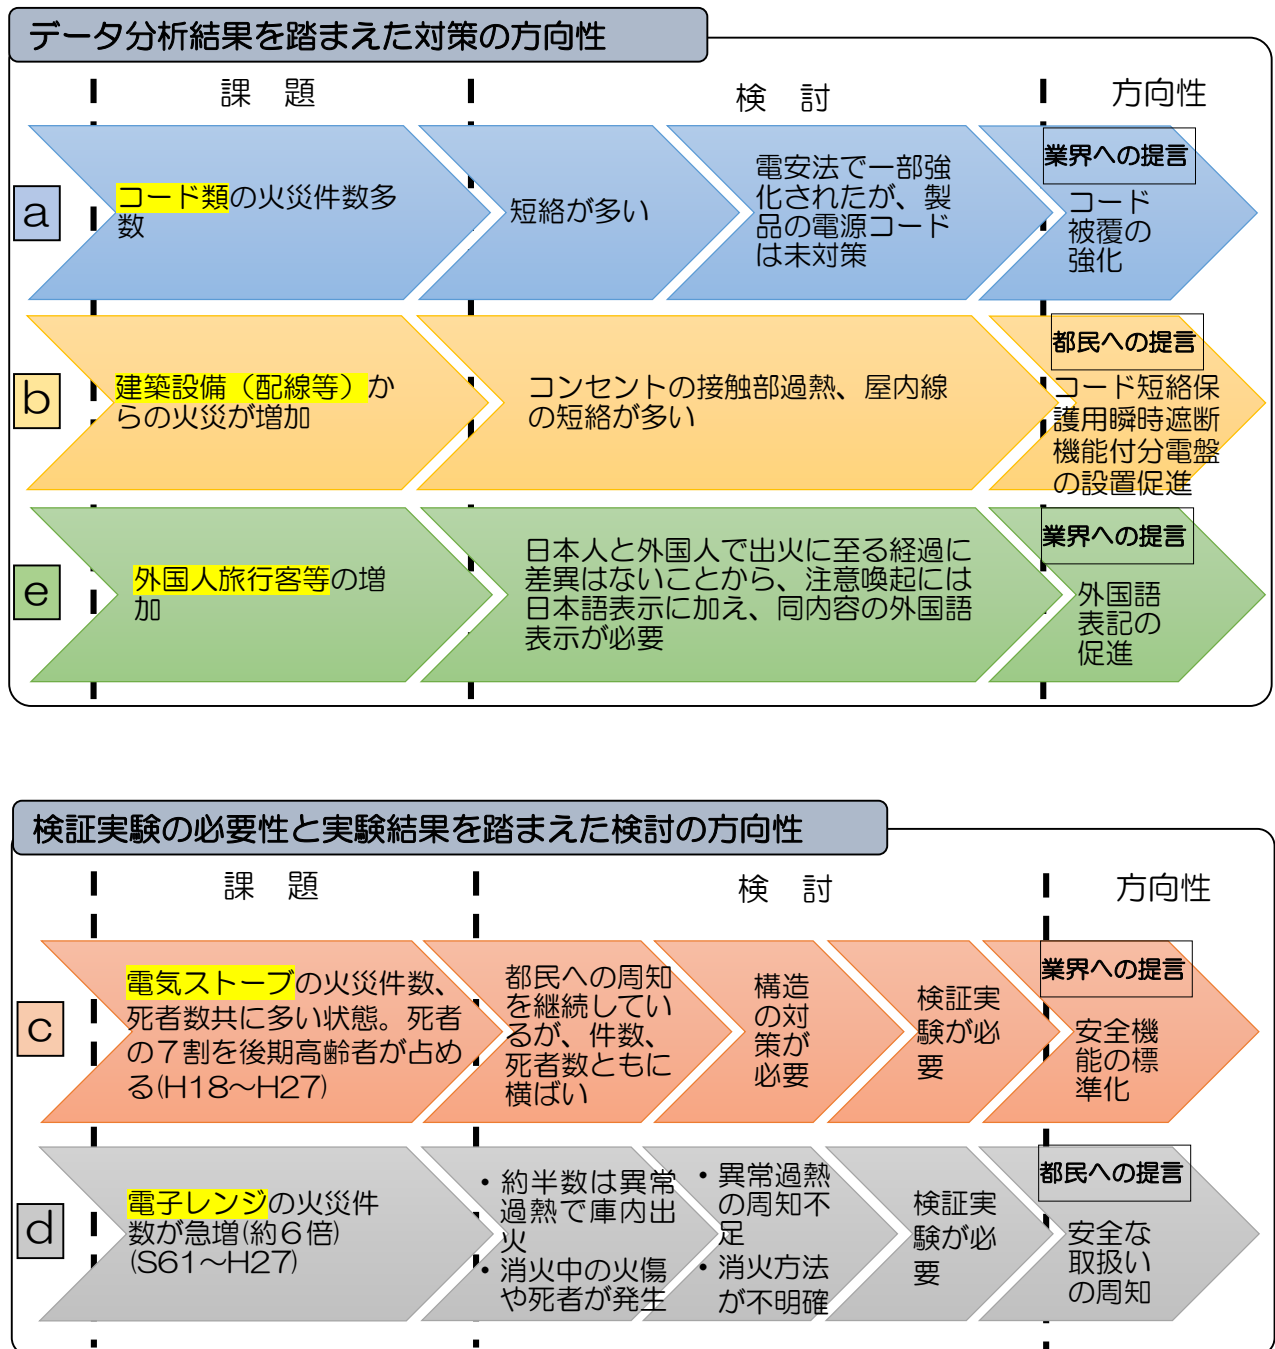 データ分析結果を踏まえた対策の方向性
課　題
検　討
方向性
a
コード類の火災件数多
数
短絡が多い
電安法で一部強
化されたが、製
品の電源コード
は未対策
業界への提言
コード
被覆の
強化
b
建築設備（配線等）か
らの火災が増加
コンセントの接触部過熱、屋内線
の短絡が多い
都民への提言
コード短絡保
護用瞬時遮断
機能付分電盤
の設置促進
e
外国人旅行客等の増
加
日本人と外国人で出火に至る経過に
差異はないことから、注意喚起には
日本語表示に加え、同内容の外国語
表示が必要
業界への提言
外国語
表記の
促進
検証実験の必要性と実験結果を踏まえた検討の方向性
課　題
検　討
方向性
c
電気ストーブの火災件数、
死者数共に多い状態。死者
の７割を後期高齢者が占め
る(H18～H27)
都民への周知
を継続してい
るが、件数、
死者数ともに
横ばい
構造
の対
策が
必要
検証実
験が必
要
業界への提言
安全機
能の標
準化
d
電子レンジの火災件
数が急増(約６倍)
(S61～H27)
・約半数は異常
過熱で庫内出
火
・消火中の火傷
や死者が発生
・異常過熱
の周知不
足
・消火方法
が不明確
検証実
験が必
要
都民への提言
安全な
取扱い
の周知